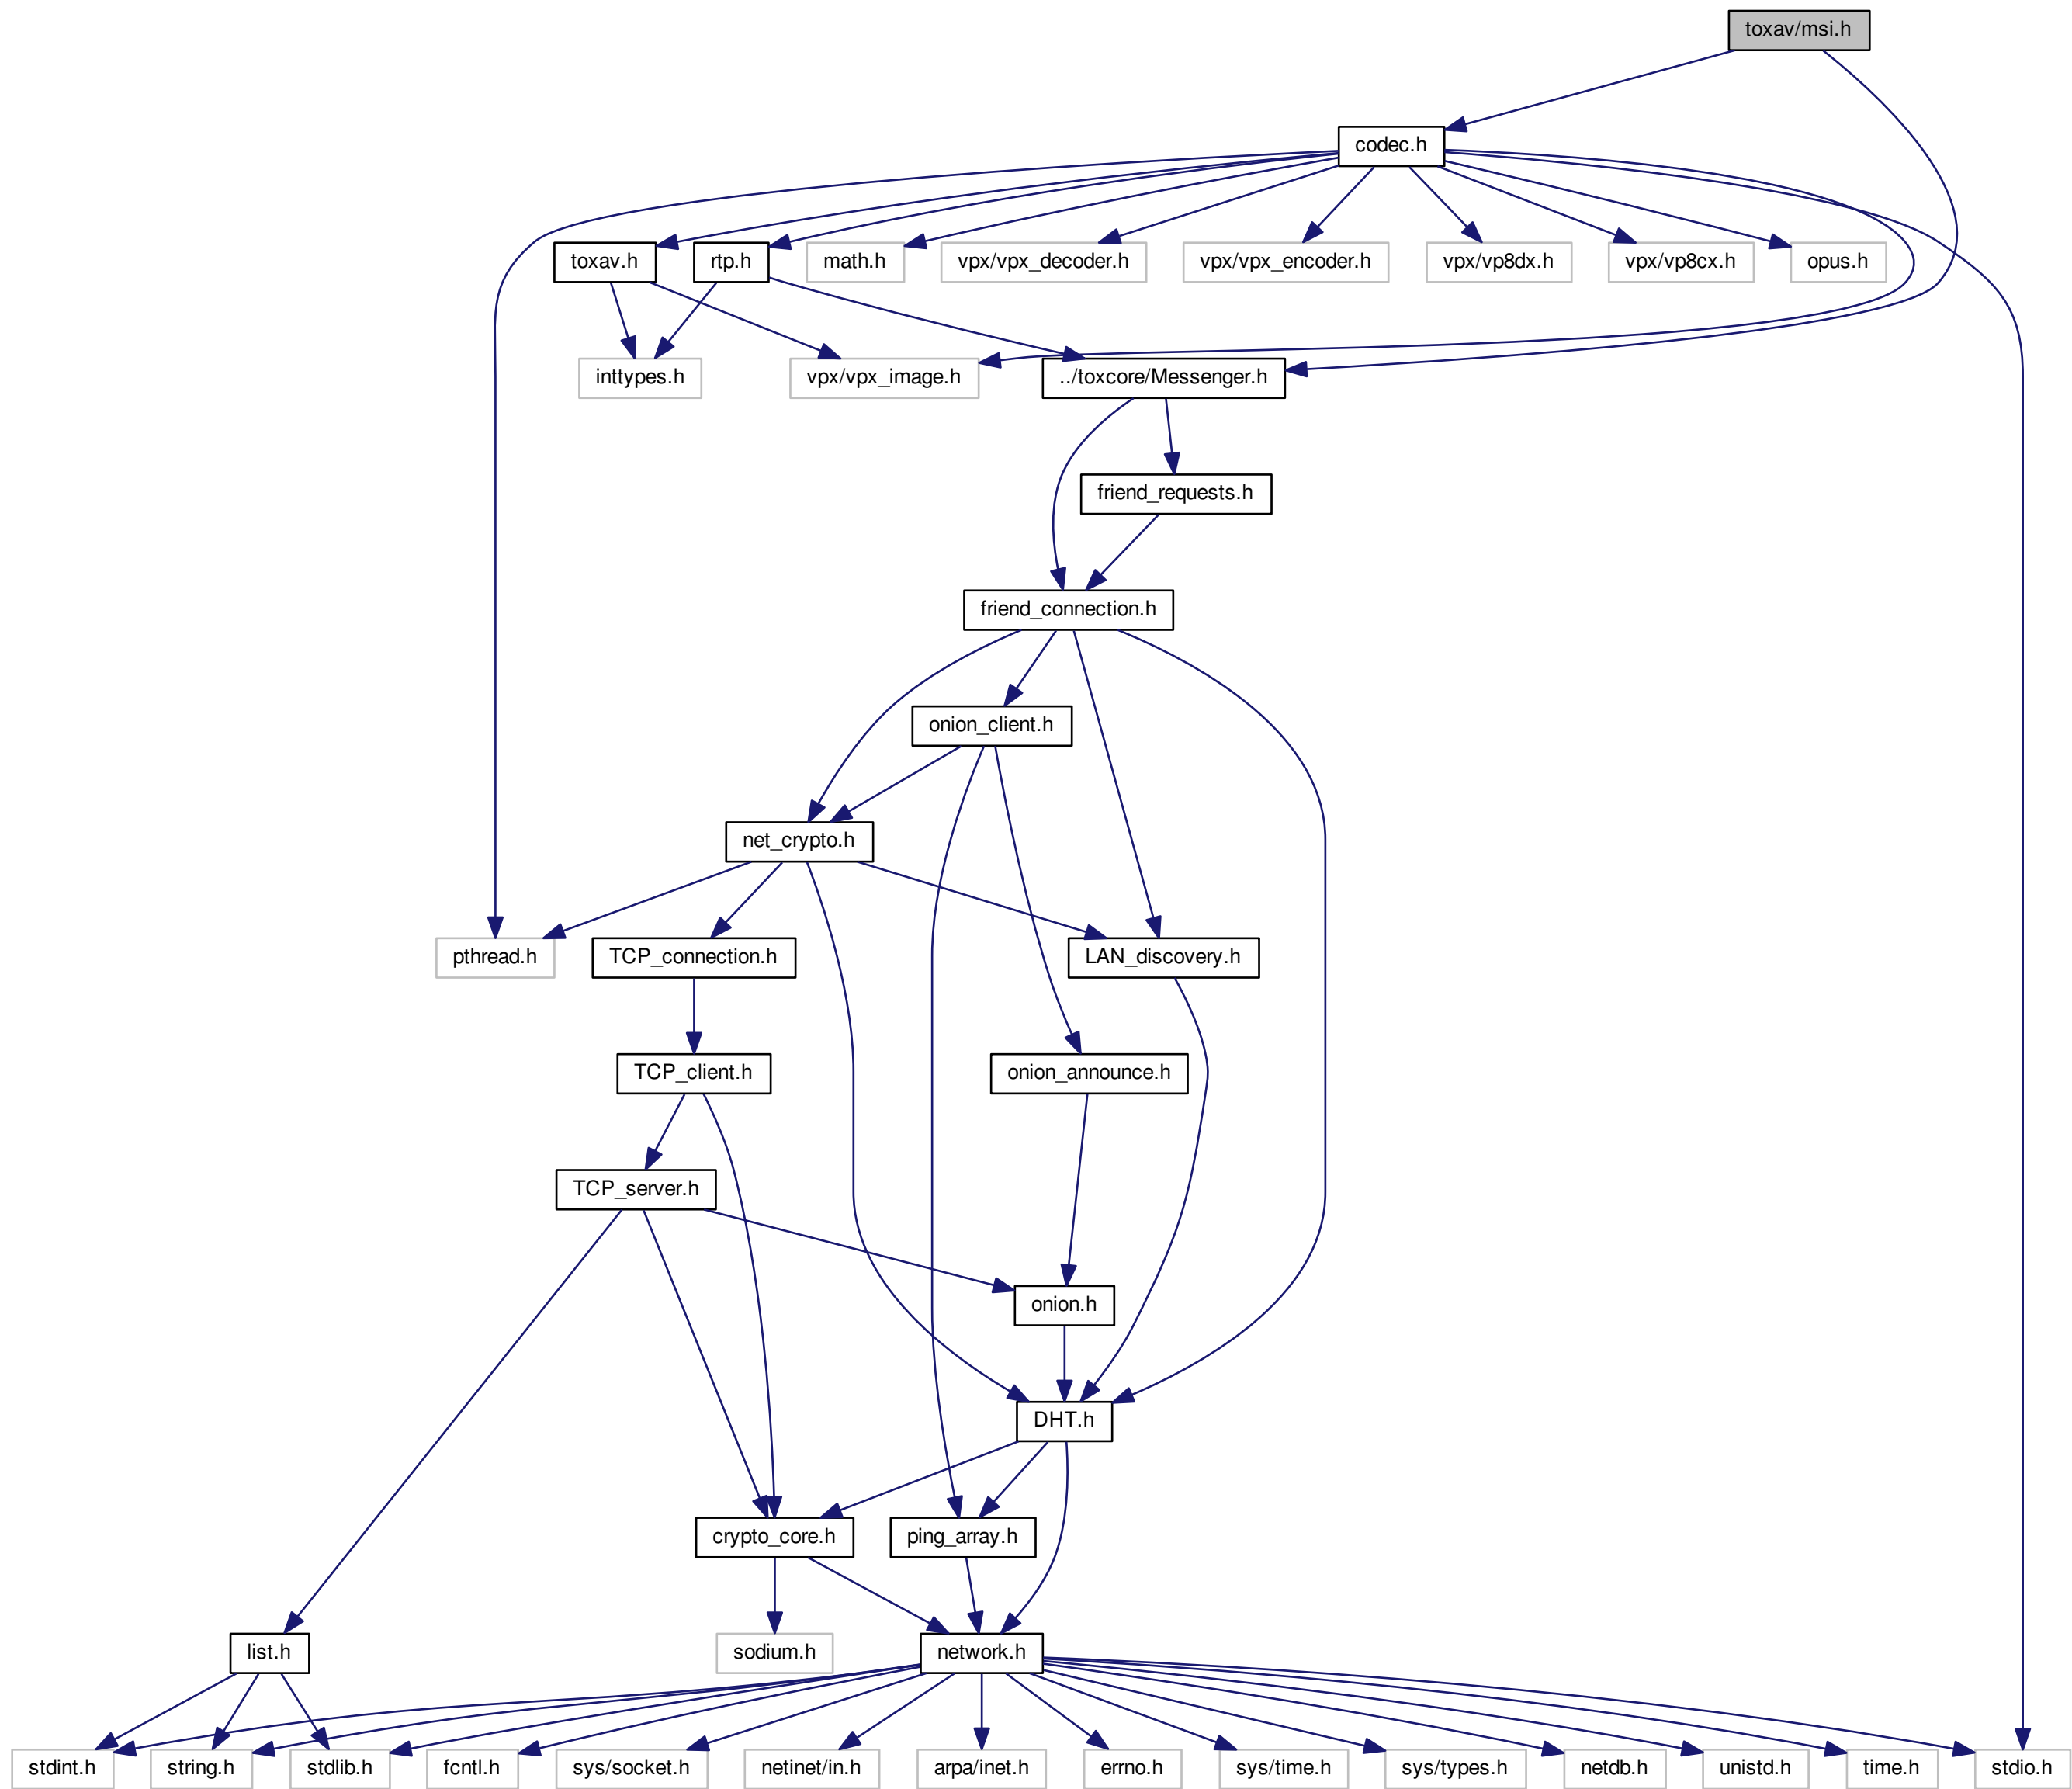 toxav/msi.h
codec.h
toxav.h
rtp.h
math.h
vpx/vpx_decoder.h
vpx/vpx_encoder.h
vpx/vp8dx.h
vpx/vp8cx.h
opus.h
inttypes.h
vpx/vpx_image.h
../toxcore/Messenger.h
friend_requests.h
friend_connection.h
onion_client.h
net_crypto.h
pthread.h
TCP_connection.h
LAN_discovery.h
TCP_client.h
onion_announce.h
TCP_server.h
onion.h
DHT.h
crypto_core.h
ping_array.h
list.h
sodium.h
network.h
stdint.h
string.h
stdlib.h
fcntl.h
sys/socket.h
netinet/in.h
arpa/inet.h
errno.h
sys/time.h
sys/types.h
netdb.h
unistd.h
time.h
stdio.h